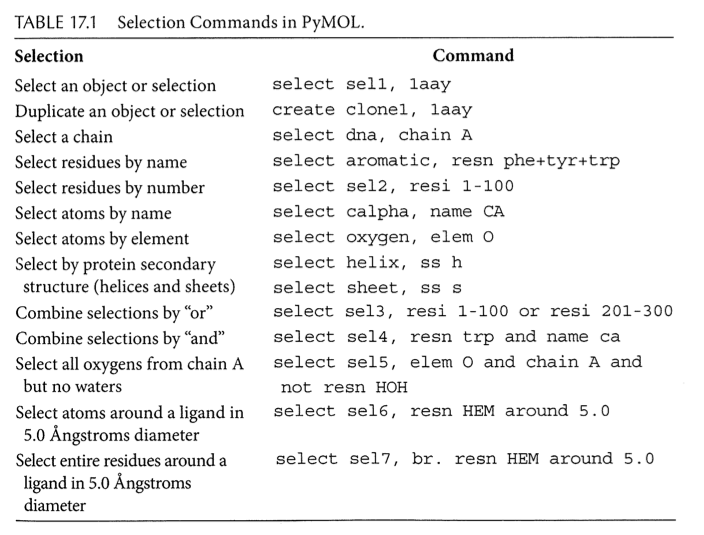 TABLE 17.1 Selection Commands in PyMOL.
Selection Command
Select an object or selection select sel1, 1aay
Duplicate an object or selection create clone1, 1aay
Select a chain select dna, chain A
Select residues by name select aromatic, resn phe+tyr+trp
Select residues by number select sel2, resi 1-100
Select atoms by name select calpha, name CA
Select atoms by element select oxygen, elem O
Select by protein secondary select helix, ss h
structure (helices and sheets) select sheet, ss s
Combine selections by “or” select sel3, resi 1-100 or resi 201-300
Combine selections by “and” select sel4, resn trp and name ca
Select all oxygens from chain A select sel5, elem O and chain A and
but no waters not resn HOH
Select atoms around a ligand in select sel6, resn HEM around 5.0
5.0 Ångstroms diameter
Select entire residues around a select sel7, br. resn HEM around 5.0
ligand in 5.0 Ångstroms
diameter